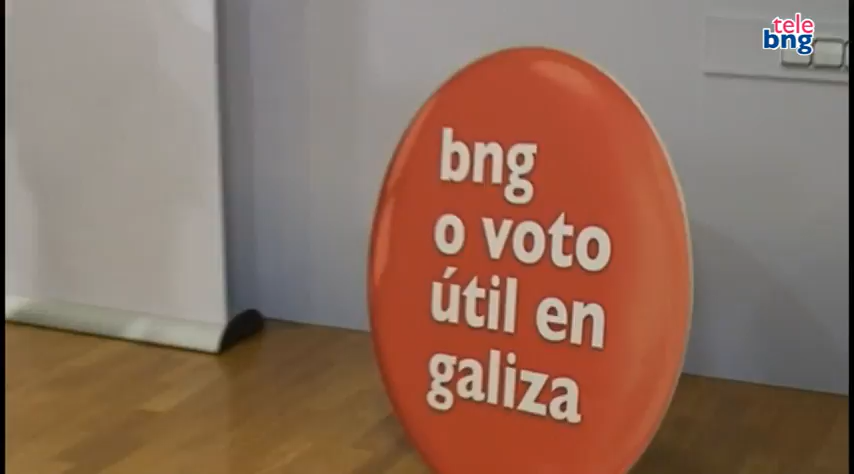 tele
bng
bng
o voto
útil en
galiza